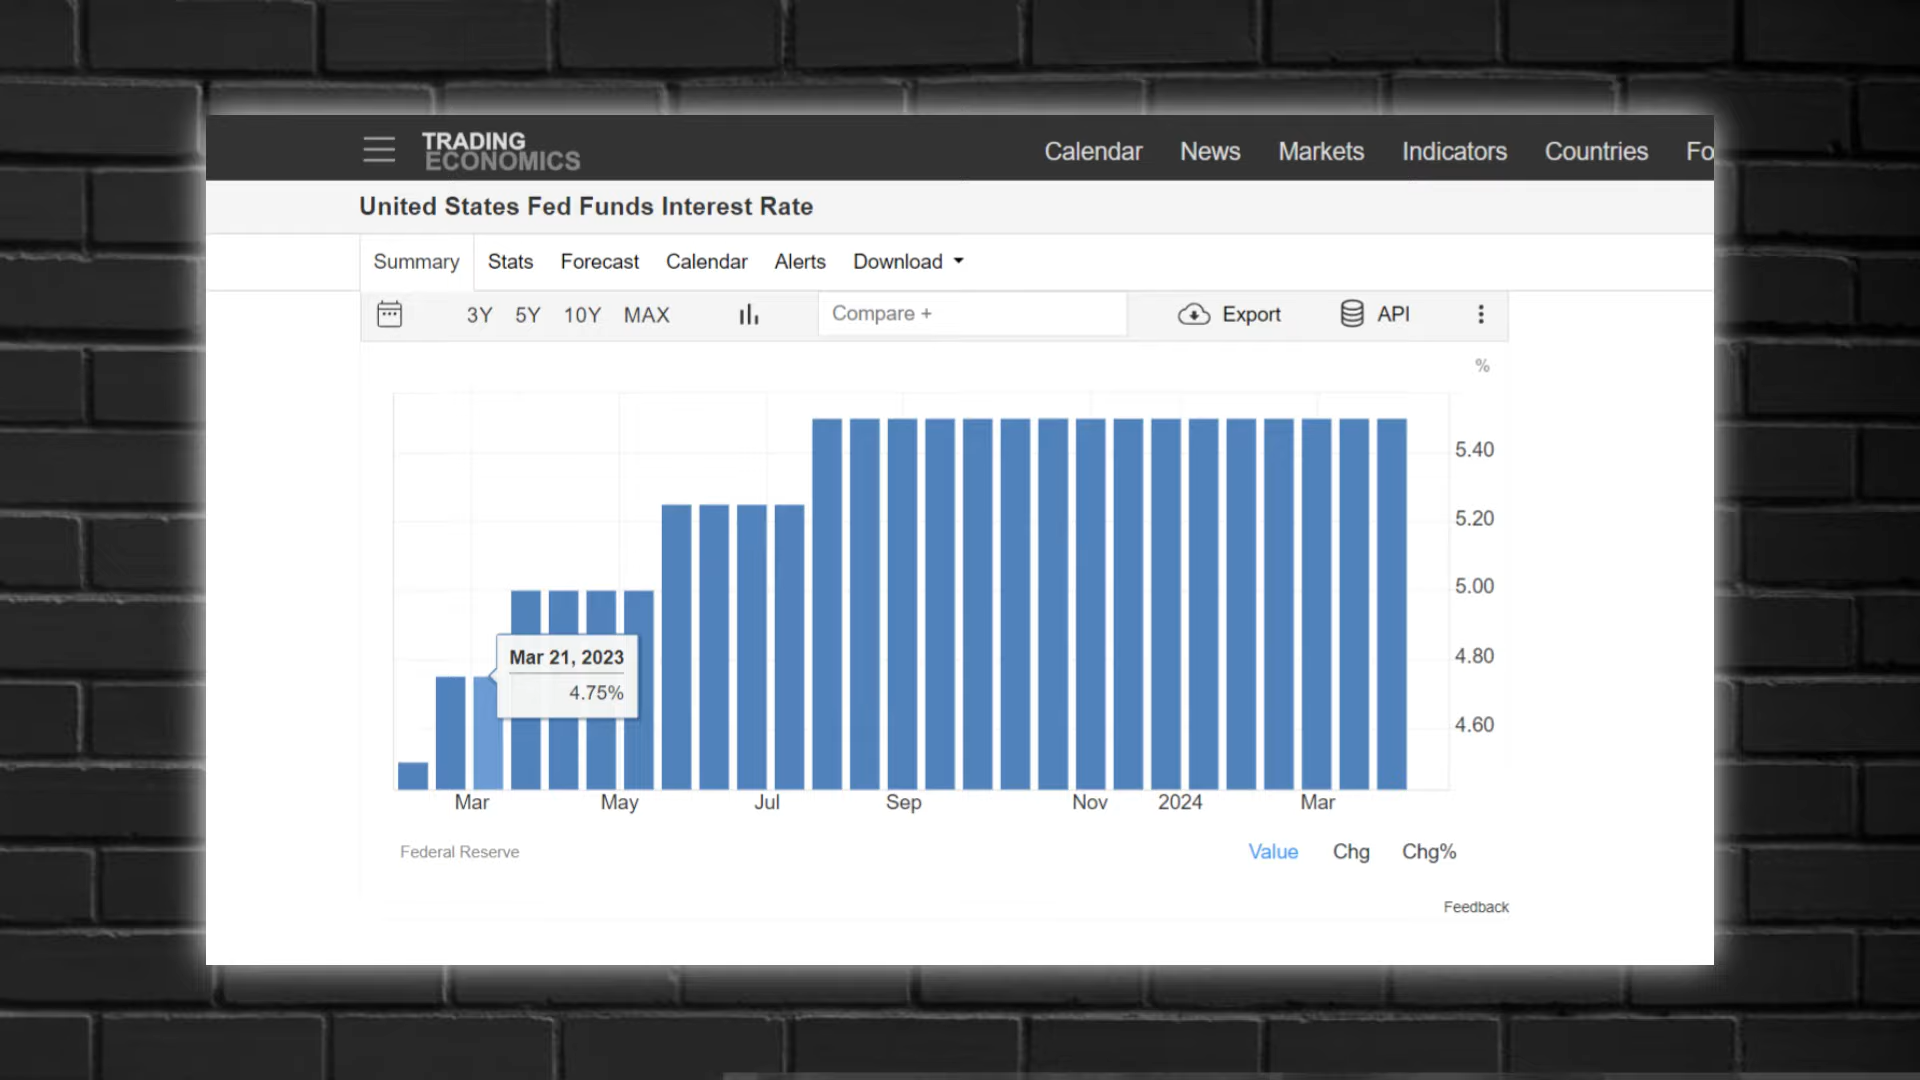 TRADING
ECONOMICS
Calendar News Markets Indicators Countries Fo
United States Fed Funds Interest Rate
Summary Stats Forecast Calendar Alerts Download
3Y 5Y 10Y MAX Compare + Export API
%
5.40
5.20
5.00
4.80
4.60
Mar 21, 2023
4.75%
Mar May Jul Sep Nov 2024 Mar
Federal Reserve Value Chg Chg%
Feedback